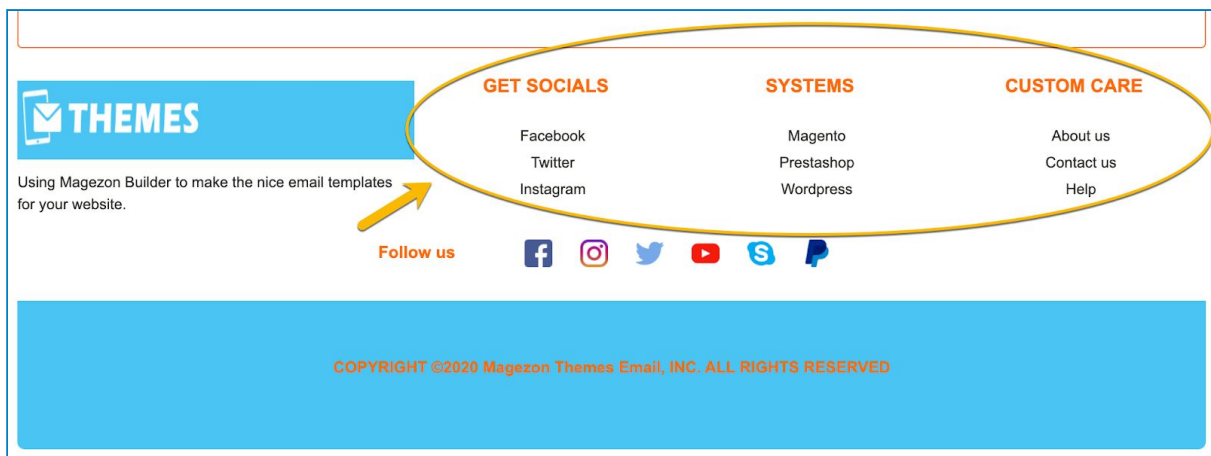 THEMES
Using Magezon Builder to make the nice email templates
for your website.
GET SOCIALS
Facebook
Twitter
Instagram
SYSTEMS
Magento
Prestashop
Wordpress
CUSTOM CARE
About us
Contact us
Help
Follow us
COPYRIGHT ©2020 Magezon Themes Email, INC. ALL RIGHTS RESERVED